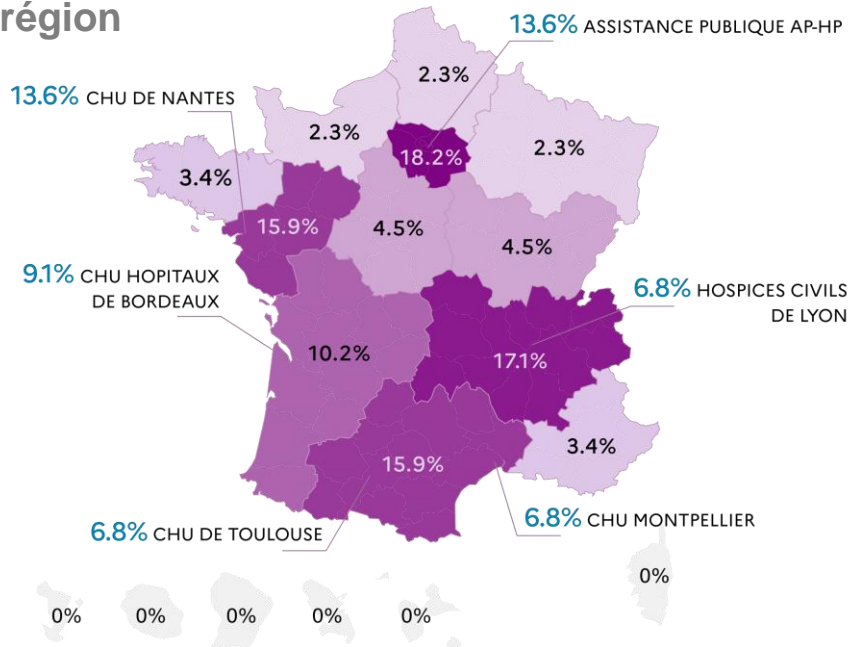 région
13.6% ASSISTANCE PUBLIQUE AP-HP
2.3%
13.6% CHU DE NANTES
2.3%
18.2%
2.3%
3.4%
15.9%
4.5%
4.5%
9.1% CHU HOPITAUX
DE BORDEAUX
6.8% HOSPICES CIVILS
DE LYON
10.2%
17.1%
3.4%
15.9%
6.8% CHU DE TOULOUSE
6.8% CHU MONTPELLIER
0%
0%
0%
0%
0%
0%